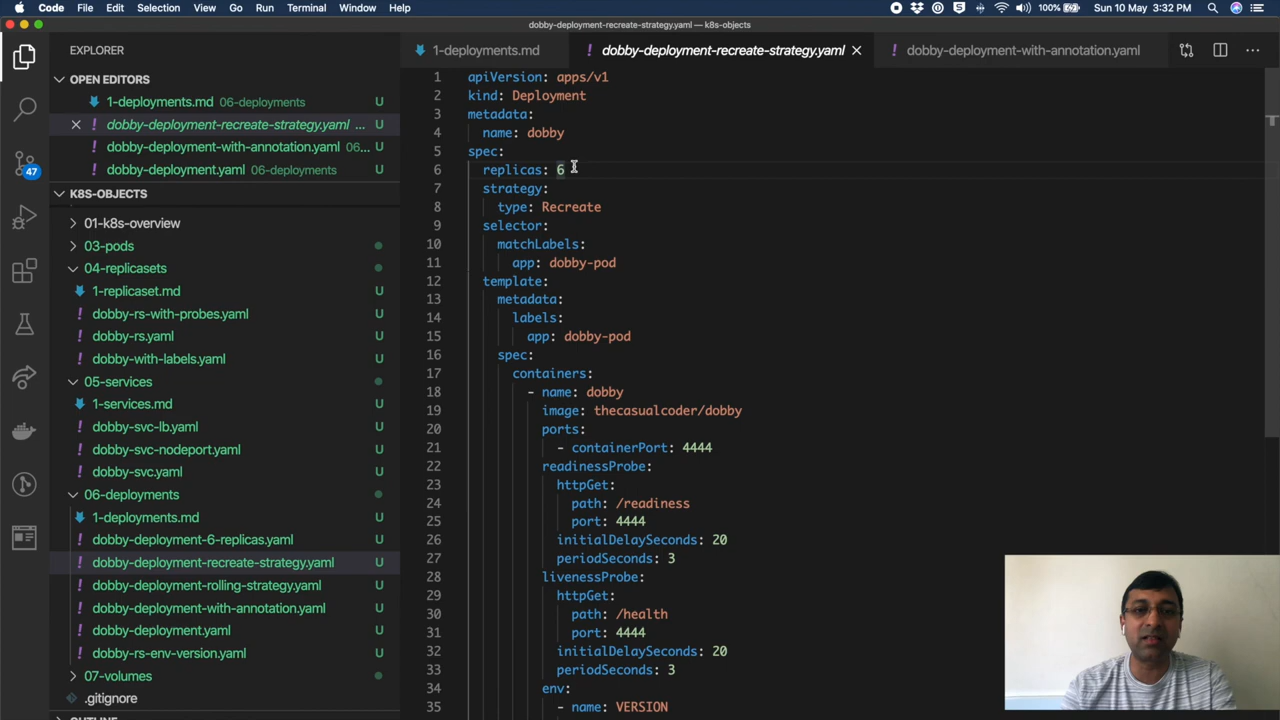 Code File Edit Selection View Go Run Terminal Window Help 100% Sun 10 May 3:32 PM
dobby-deployment-recreate-strategy.yaml — k8s-objects
EXPLORER
1-deployments.md
dobby-deployment-recreate-strategy.yaml
dobby-deployment-with-annotation.yaml
OPEN EDITORS
1-deployments.md 06-deployments U
dobby-deployment-recreate-strategy.yaml ... U
dobby-deployment-with-annotation.yaml 06... U
dobby-deployment.yaml 06-deployments U
47
K8S-OBJECTS
01-k8s-overview
03-pods
04-replicasets
1-replicaset.md U
dobby-rs-with-probes.yaml U
dobby-rs.yaml U
dobby-with-labels.yaml U
05-services
1-services.md U
dobby-svc-lb.yaml U
dobby-svc-nodeport.yaml U
dobby-svc.yaml U
06-deployments
1-deployments.md U
dobby-deployment-6-replicas.yaml U
dobby-deployment-recreate-strategy.yaml U
dobby-deployment-rolling-strategy.yaml U
dobby-deployment-with-annotation.yaml U
dobby-deployment.yaml U
dobby-rs-env-version.yaml U
07-volumes
.gitignore
OUTLINE
1 apiVersion: apps/v1
2 kind: Deployment
3 metadata:
4 name: dobby
5 spec:
6 replicas: 6
7 strategy:
8 type: Recreate
9 selector:
10 matchLabels:
11 app: dobby-pod
12 template:
13 metadata:
14 labels:
15 app: dobby-pod
16 spec:
17 containers:
18 - name: dobby
19 image: thecasualcoder/dobby
20 ports:
21 - containerPort: 4444
22 readinessProbe:
23 httpGet:
24 path: /readiness
25 port: 4444
26 initialDelaySeconds: 20
27 periodSeconds: 3
28 livenessProbe:
29 httpGet:
30 path: /health
31 port: 4444
32 initialDelaySeconds: 20
33 periodSeconds: 3
34 env:
35 - name: VERSION